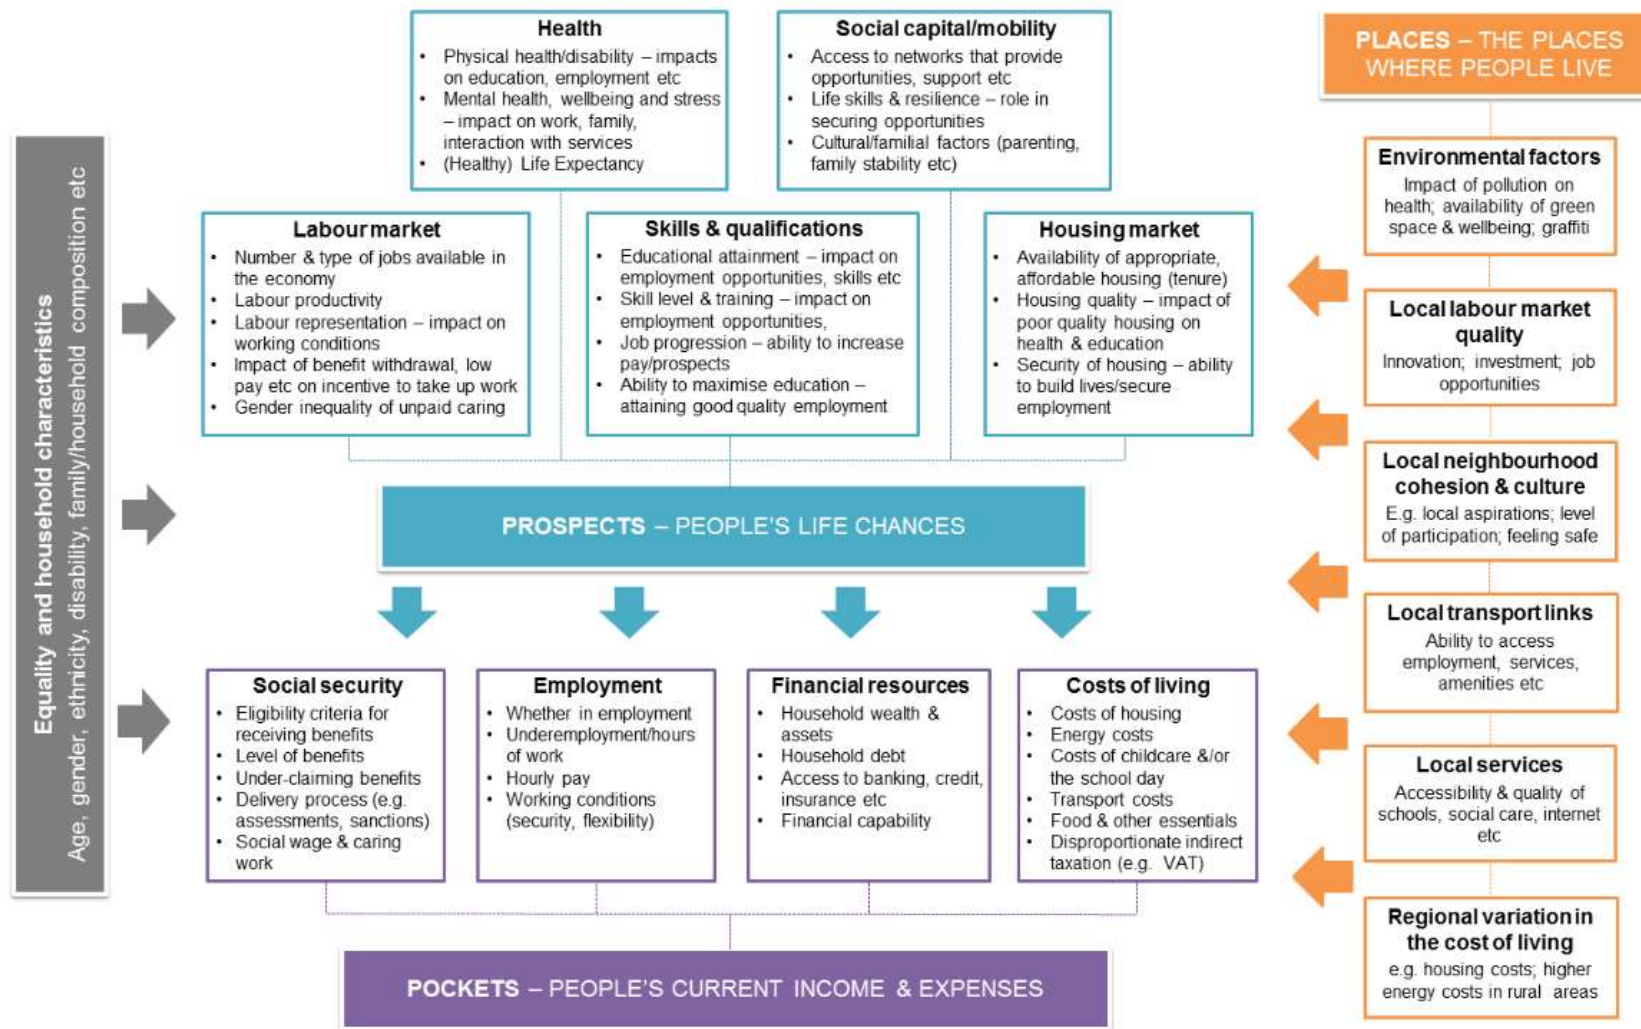 Health
• Physical health/disability – impacts
on education, employment etc
• Mental health, wellbeing and stress
– impact on work, family,
interaction with services
• (Healthy) Life Expectancy
Social capital/mobility
• Access to networks that provide
opportunities, support etc
• Life skills & resilience – role in
securing opportunities
• Cultural/familial factors (parenting,
family stability etc)
PLACES – THE PLACES
WHERE PEOPLE LIVE
Equality and household characteristics
Age, gender, ethnicity, disability, family/household composition etc
Labour market
• Number & type of jobs available in
the economy
• Labour productivity
• Labour representation – impact on
working conditions
• Impact of benefit withdrawal, low
pay etc on incentive to take up work
• Gender inequality of unpaid caring
Skills & qualifications
• Educational attainment – impact on
employment opportunities, skills etc
• Skill level & training – impact on
employment opportunities,
• Job progression – ability to increase
pay/prospects
• Ability to maximise education –
attaining good quality employment
Housing market
• Availability of appropriate,
affordable housing (tenure)
• Housing quality – impact of
poor quality housing on
health & education
• Security of housing – ability
to build lives/secure
employment
PROSPECTS – PEOPLE'S LIFE CHANCES
Social security
• Eligibility criteria for
receiving benefits
• Level of benefits
• Under-claiming benefits
• Delivery process (e.g.
assessments, sanctions)
• Social wage & caring
work
Employment
• Whether in employment
• Underemployment/hours
of work
• Hourly pay
• Working conditions
(security, flexibility)
Financial resources
• Household wealth &
assets
• Household debt
• Access to banking, credit,
insurance etc
• Financial capability
Costs of living
• Costs of housing
• Energy costs
• Costs of childcare &/or
the school day
• Transport costs
• Food & other essentials
• Disproportionate indirect
taxation (e.g. VAT)
POCKETS – PEOPLE'S CURRENT INCOME & EXPENSES
Environmental factors
Impact of pollution on
health; availability of green
space & wellbeing; graffiti
Local labour market
quality
Innovation; investment; job
opportunities
Local neighbourhood
cohesion & culture
E.g. local aspirations; level
of participation; feeling safe
Local transport links
Ability to access
employment, services,
amenities etc
Local services
Accessibility & quality of
schools, social care, internet
etc
Regional variation in
the cost of living
e.g. housing costs; higher
energy costs in rural areas